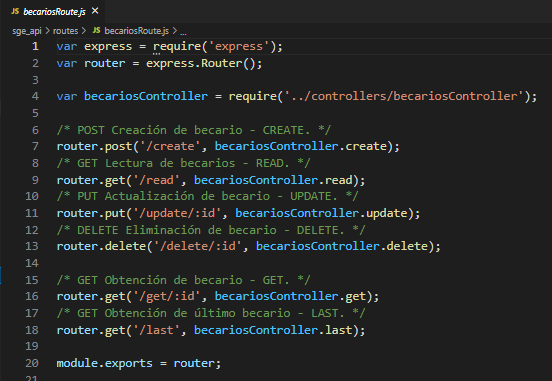 JS becariosRoute.js ×
sge_api > routes > JS becariosRoute.js > ...
1 var express = require('express');
2 var router = express.Router();
3
4 var becariosController = require('../controllers/becariosController');
5
6 /* POST Creación de becario - CREATE. */
7 router.post('/create', becariosController.create);
8 /* GET Lectura de becarios - READ. */
9 router.get('/read', becariosController.read);
10 /* PUT Actualización de becario - UPDATE. */
11 router.put('/update/:id', becariosController.update);
12 /* DELETE Eliminación de becario - DELETE. */
13 router.delete('/delete/:id', becariosController.delete);
14
15 /* GET Obtención de becario - GET. */
16 router.get('/get/:id', becariosController.get);
17 /* GET Obtención de último becario - LAST. */
18 router.get('/last', becariosController.last);
19
20 module.exports = router;
21